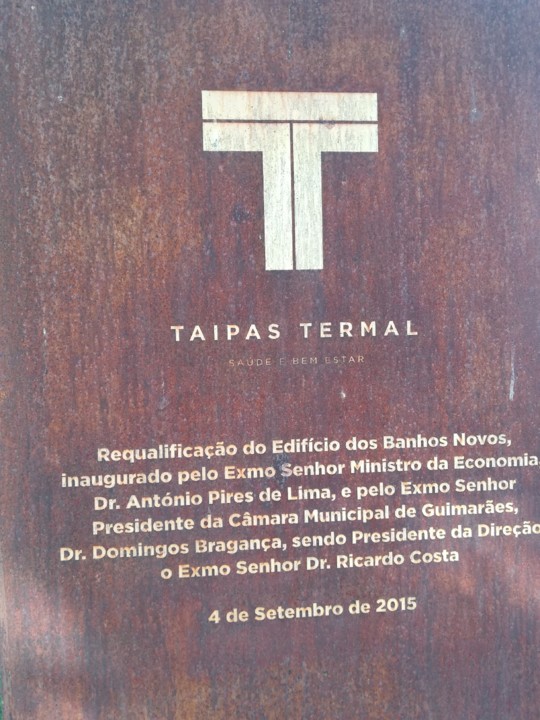 T
TAIPAS TERMAL
SAÚDE E BEM ESTAR
Requalificação do Edifício dos Banhos Novos,
inaugurado pelo Exmo Senhor Ministro da Economia,
Dr. António Pires de Lima, e pelo Exmo Senhor
Presidente da Câmara Municipal de Guimarães,
Dr. Domingos Bragança, sendo Presidente da Direção
o Exmo Senhor Dr. Ricardo Costa
4 de Setembro de 2015